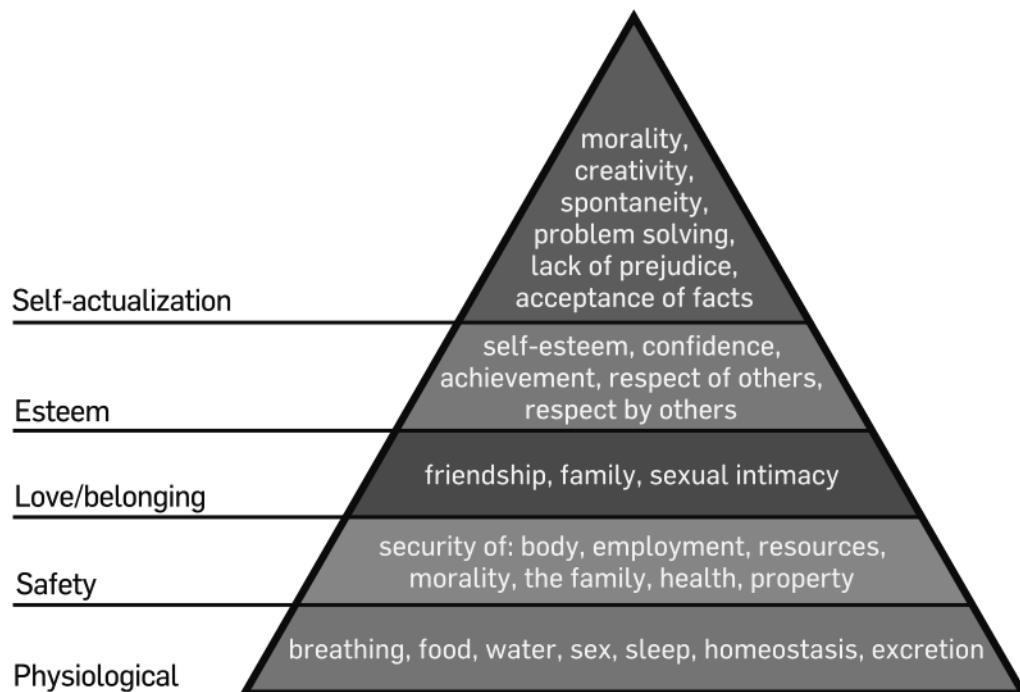 morality,
creativity,
spontaneity,
problem solving,
lack of prejudice,
acceptance of facts
Self-actualization
self-esteem, confidence,
achievement, respect of others,
respect by others
Esteem
friendship, family, sexual intimacy
Love/belonging
security of: body, employment, resources,
morality, the family, health, property
Safety
breathing, food, water, sex, sleep, homeostasis, excretion
Physiological